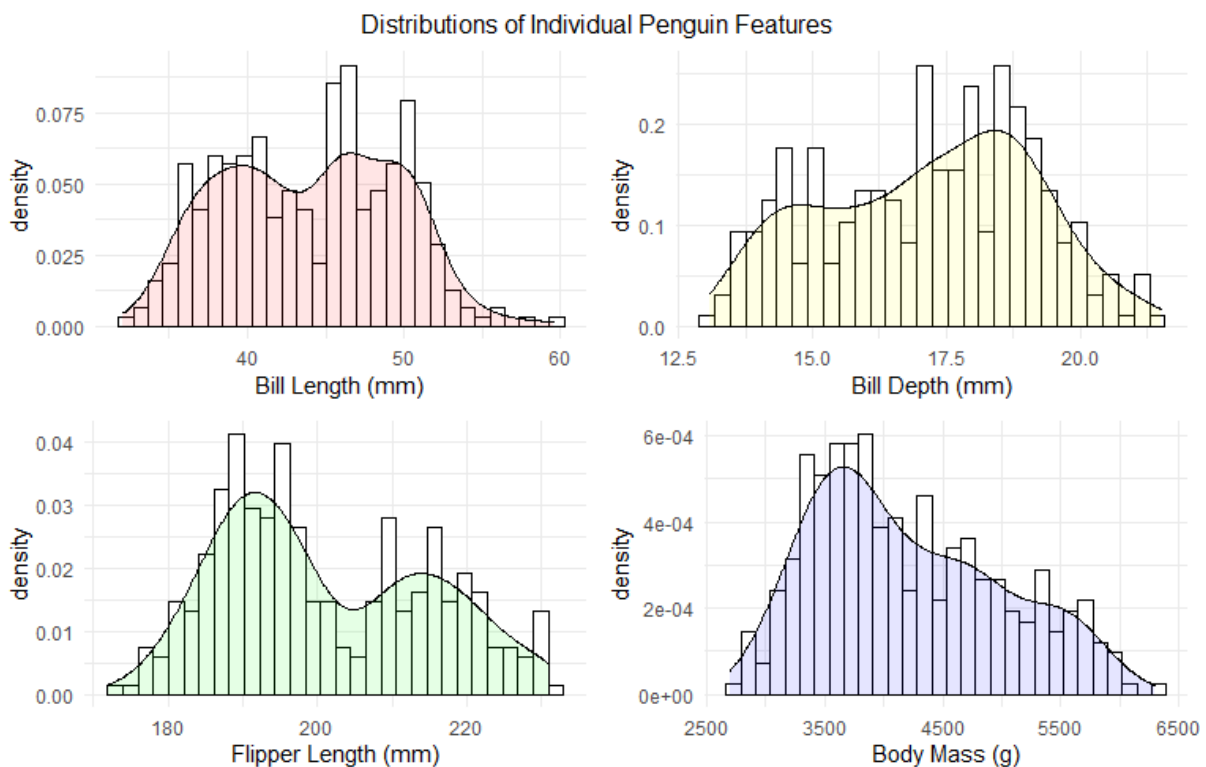 Distributions of Individual Penguin Features
density
0.075
0.050
0.025
0.000
40 50 60
Bill Length (mm)
density
0.2
0.1
0.0
12.5 15.0 17.5 20.0
Bill Depth (mm)
density
0.04
0.03
0.02
0.01
0.00
180 200 220
Flipper Length (mm)
density
6e-04
4e-04
2e-04
0e+00
2500 3500 4500 5500 6500
Body Mass (g)